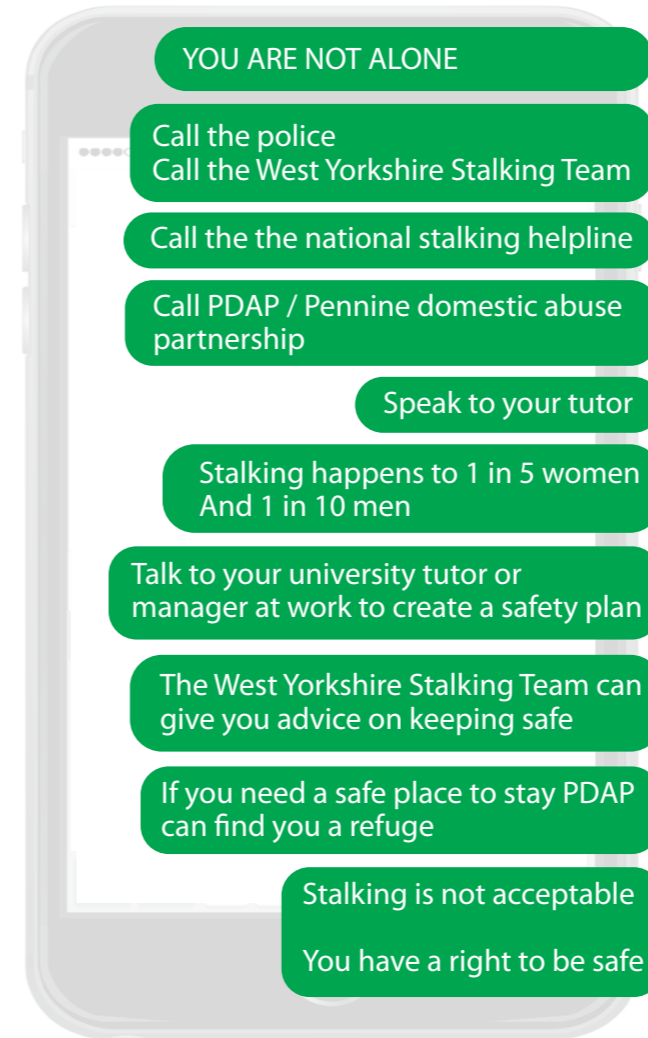 YOU ARE NOT ALONE
Call the police
Call the West Yorkshire Stalking Team
Call the the national stalking helpline
Call PDAP / Pennine domestic abuse
partnership
Speak to your tutor
Stalking happens to 1 in 5 women
And 1 in 10 men
Talk to your university tutor or
manager at work to create a safety plan
The West Yorkshire Stalking Team can
give you advice on keeping safe
If you need a safe place to stay PDAP
can find you a refuge
Stalking is not acceptable
You have a right to be safe